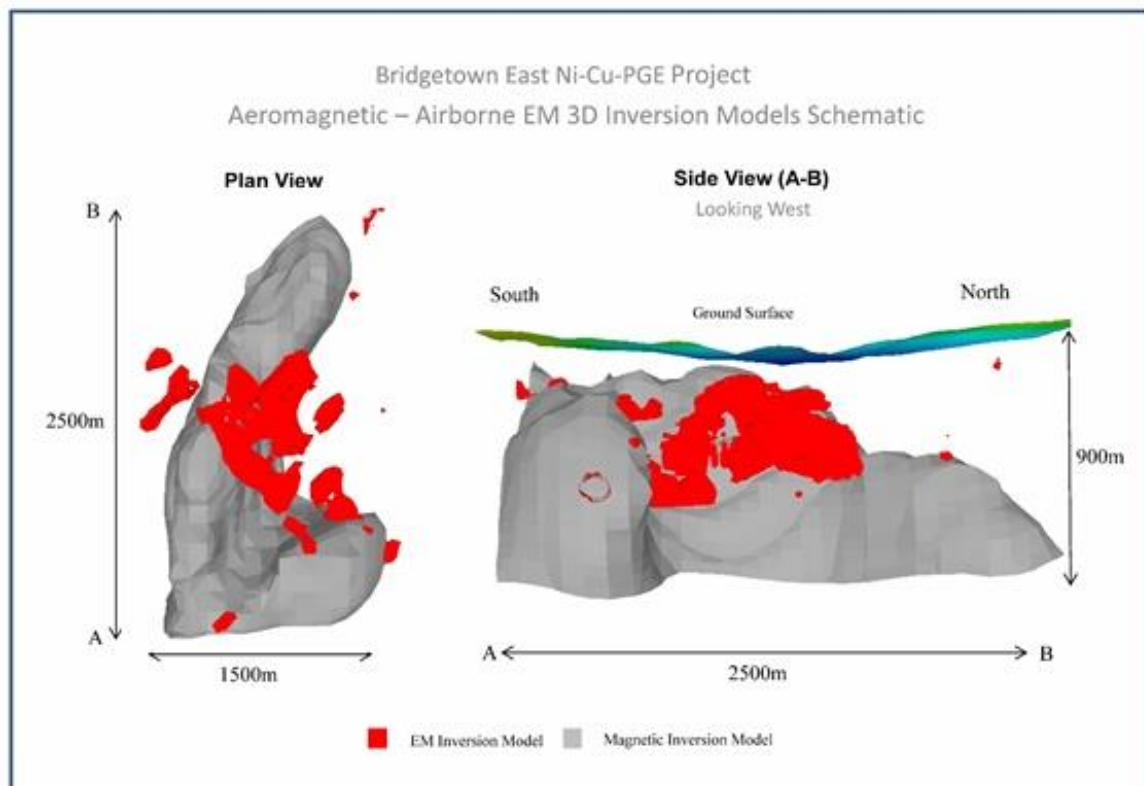 Bridgetown East Ni-Cu-PGE Project
Aeromagnetic – Airborne EM 3D Inversion Models Schematic
Plan View
B
2500m
A
1500m
Side View (A-B)
Looking West
South
Ground Surface
North
900m
A
2500m
B
EM Inversion Model
Magnetic Inversion Model